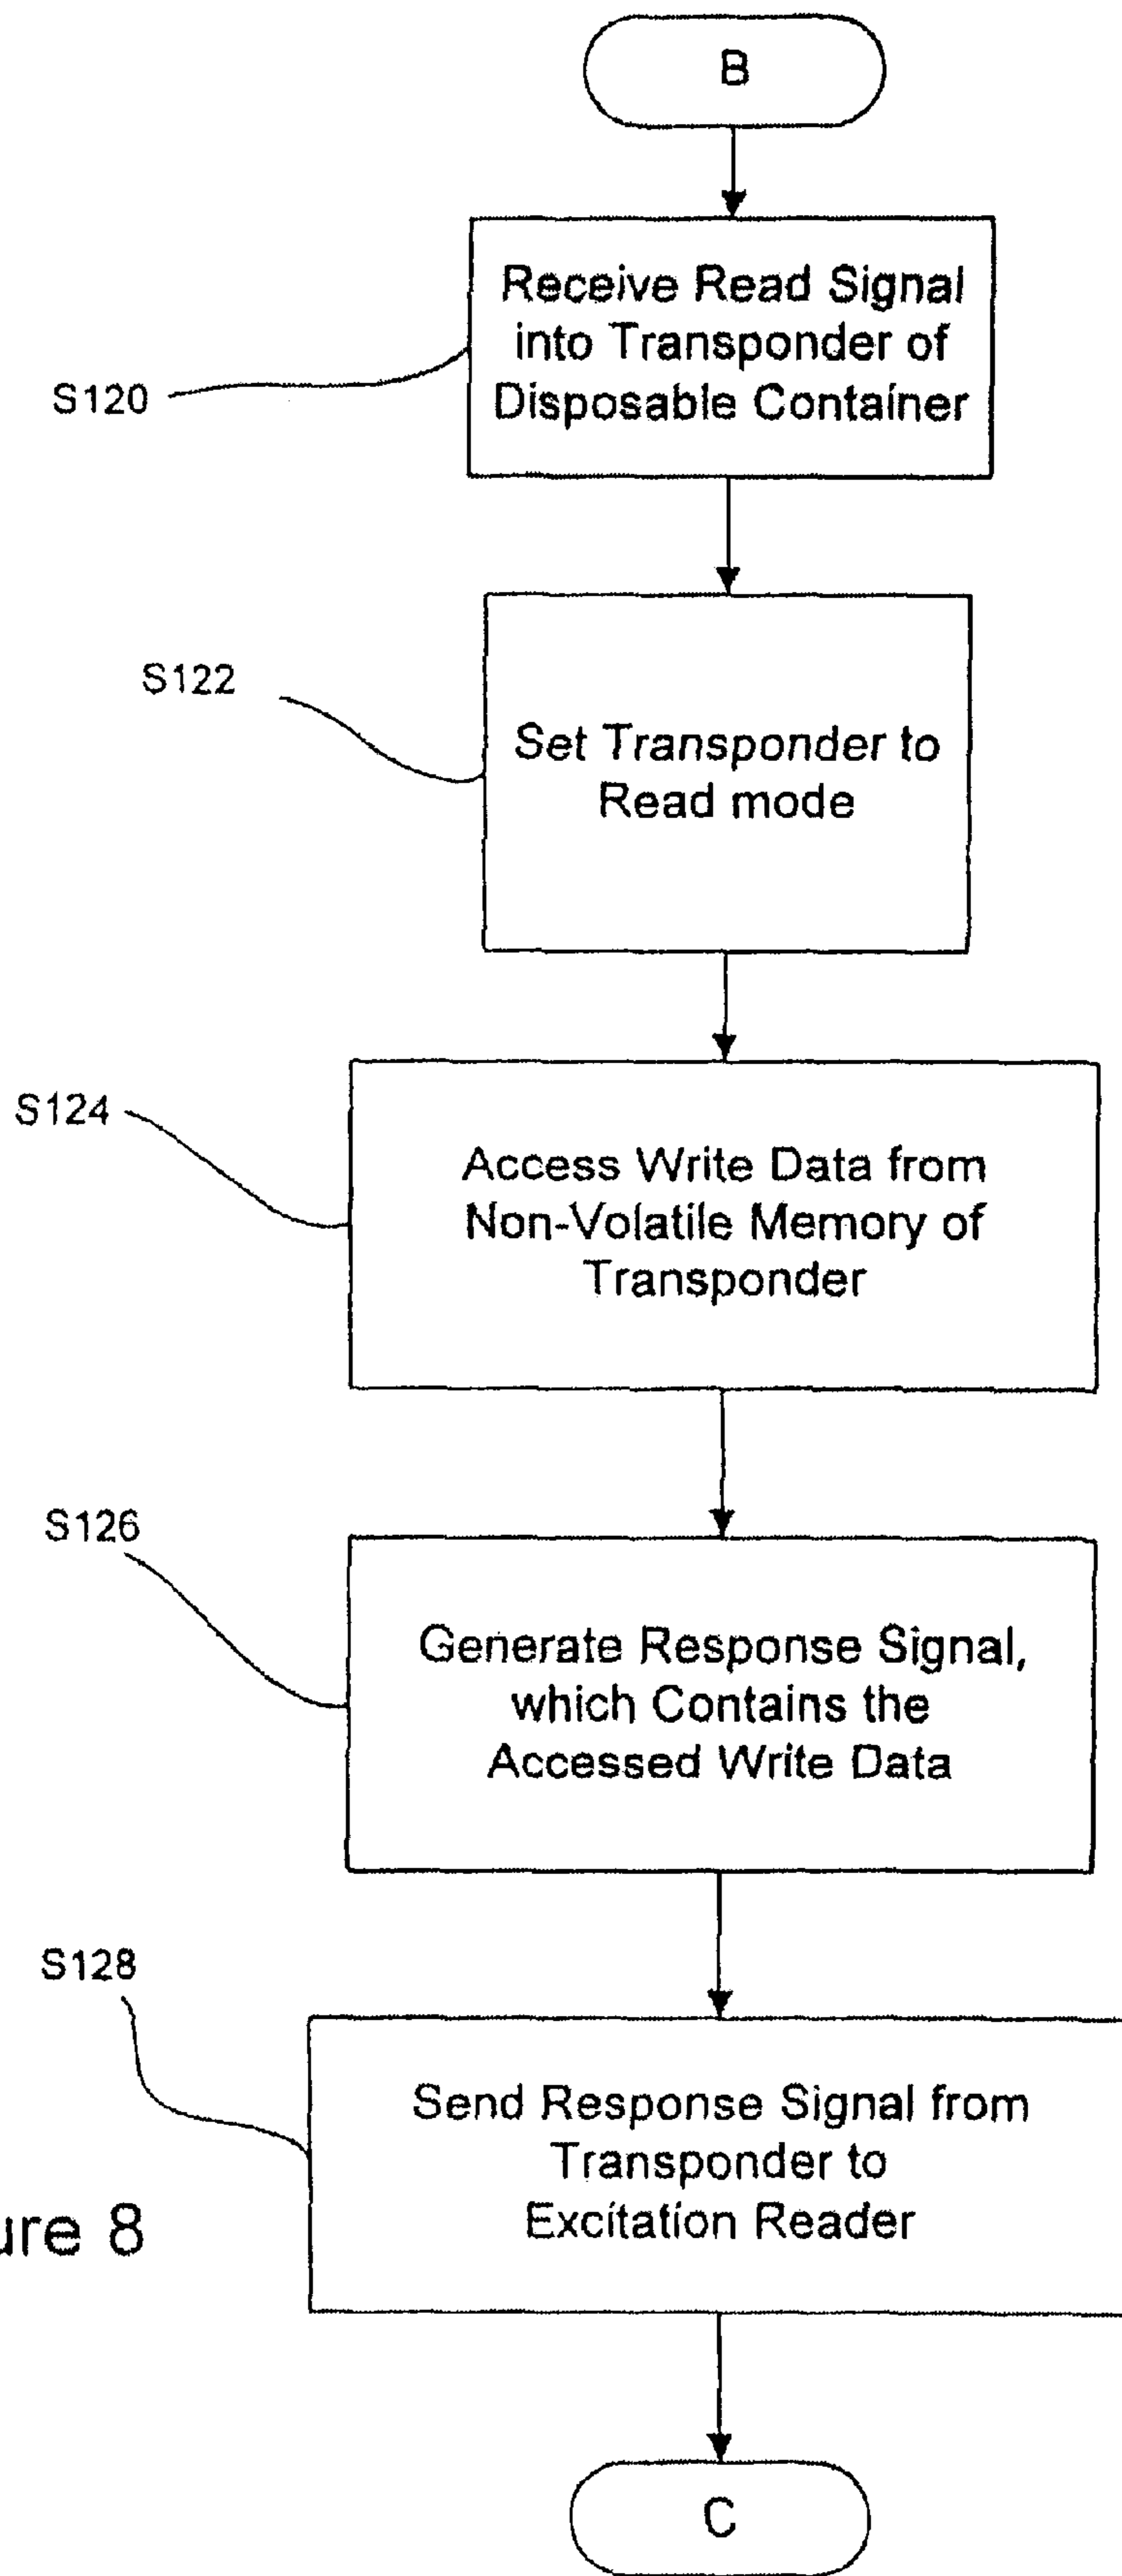 B
Receive Read Signal
into Transponder of
Disposable Container
S120
S122
Set Transponder to
Read mode
S124
Access Write Data from
Non-Volatile Memory of
Transponder
S126
Generate Response Signal,
which Contains the
Accessed Write Data
S128
Send Response Signal from
Transponder to
Excitation Reader
ure 8
C